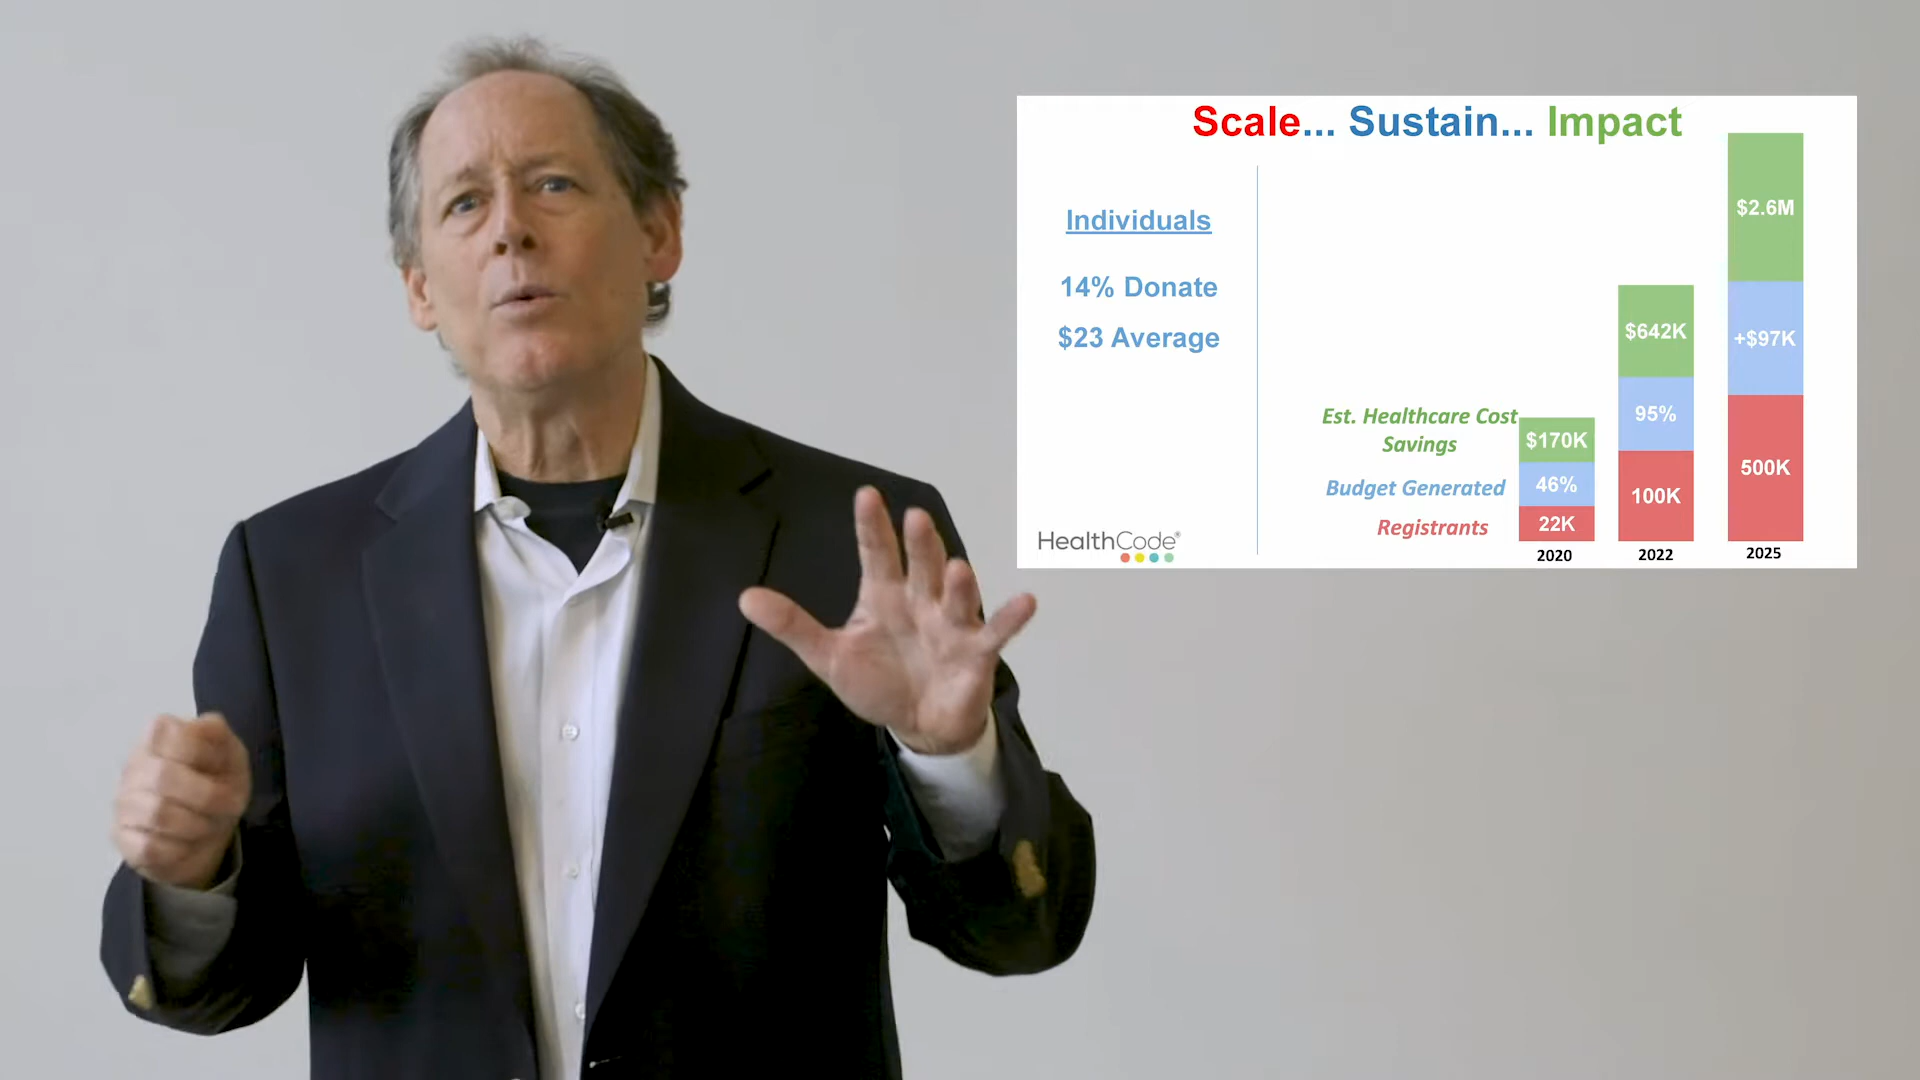 Scale... Sustain... Impact
Individuals
14% Donate
$23 Average
HealthCode®
Est. Healthcare Cost
Savings
Budget Generated
Registrants
$170K
46%
22K
2020
$642K
95%
100K
2022
$2.6M
+$97K
500K
2025